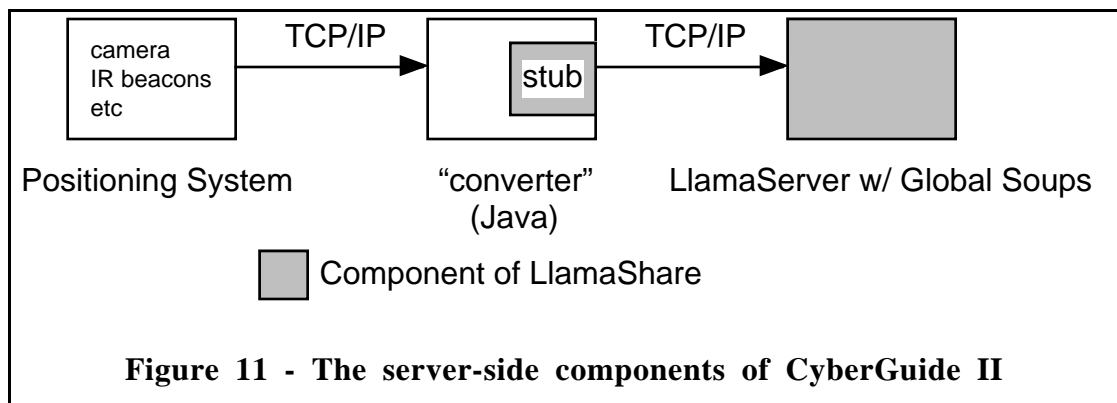 camera
IR beacons
etc
TCP/IP
stub
TCP/IP
Positioning System
“converter”
(Java)
LlamaServer w/ Global Soups
Component of LlamaShare
Figure 11 - The server-side components of CyberGuide II